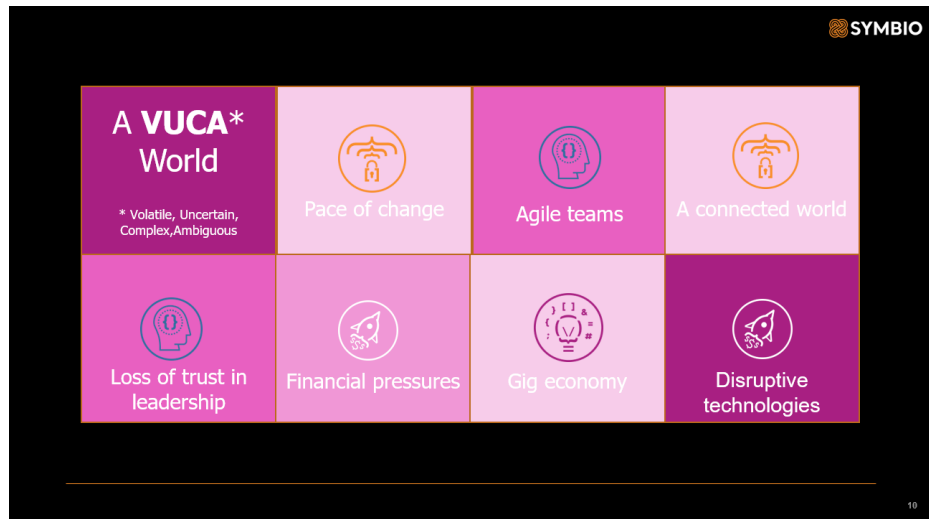 SYMBIO
A VUCA*
World
* Volatile, Uncertain,
Complex,Ambiguous
Pace of change
Agile teams
A connected world
Loss of trust in
leadership
Financial pressures
Gig economy
Disruptive
technologies
10